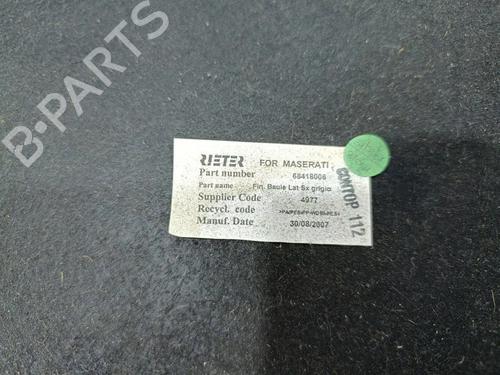 B-PARTS
RIETER FOR MASERATI
Part number 68418006
Part name Fin. Baule Lat Sx grigio
Supplier Code 4977
Recycl. code
Manuf. Date 30/08/2007
CONTOP 112